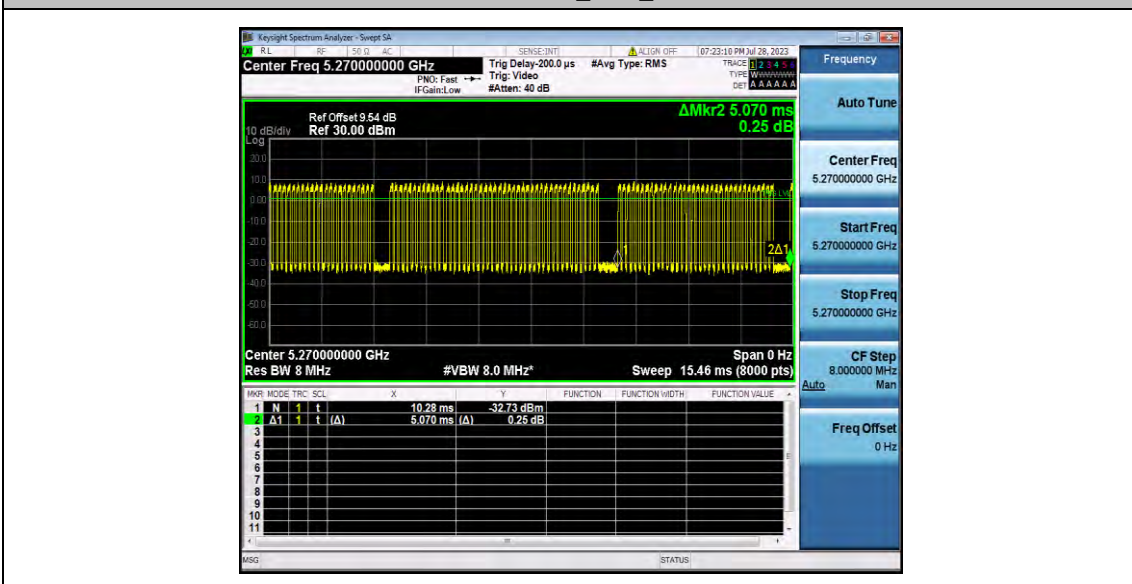 Keysight Spectrum Analyzer - Swept SA
RL RF 50 Ω AC SENSE:INT ALIGN OFF 07:23:10 PM Jul 28, 2023
Center Freq 5.270000000 GHz
PNO: Fast
IFGain:Low
Trig Delay-200.0 µs
Trig: Video
#Atten: 40 dB
#Avg Type: RMS
TRACE 1 2 3 4 5 6
TYPE W
DET A A A A A A
Frequency
ΔMkr2 5.070 ms
0.25 dB
Ref Offset 9.54 dB
10 dB/div Ref 30.00 dBm
Log
20.0
10.0
0.00
-10.0
-20.0
-30.0
-40.0
-50.0
-60.0
1
2Δ1
Center 5.270000000 GHz Span 0 Hz
Res BW 8 MHz #VBW 8.0 MHz* Sweep 15.46 ms (8000 pts)
MKR MODE TRC SCL X Y FUNCTION FUNCTION WIDTH FUNCTION VALUE
1 N 1 t 10.28 ms -32.73 dBm
2 Δ1 1 t (Δ) 5.070 ms (Δ) 0.25 dB
3
4
5
6
7
8
9
10
11
MSG STATUS
Auto Tune
Center Freq
5.270000000 GHz
Start Freq
5.270000000 GHz
Stop Freq
5.270000000 GHz
CF Step
8.000000 MHz
Auto Man
Freq Offset
0 Hz